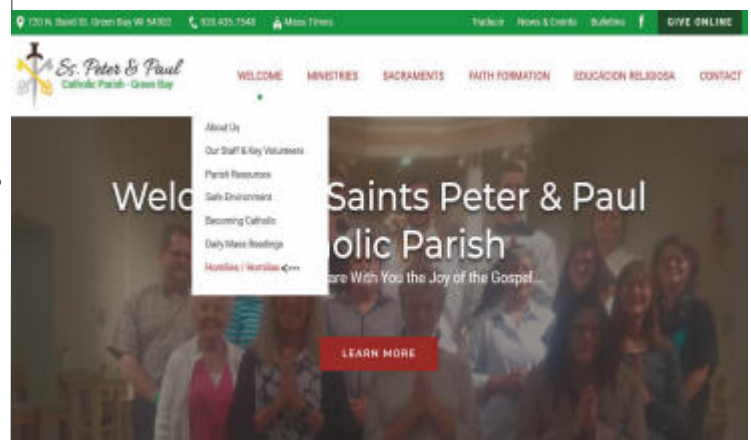 720 N. Baird St. Green Bay WI 54302 920.435.7548 Mass Times Traducir News & Events Bulletins f GIVE ONLINE
Ss. Peter & Paul
Catholic Parish - Green Bay
WELCOME MINISTRIES SACRAMENTS FAITH FORMATION EDUCACION RELIGIOSA CONTACT
About Us
Our Staff & Key Volunteers
Parish Resources
Safe Environment
Becoming Catholic
Daily Mass Readings
Homilies / Homilias
Welc Saints Peter & Paul
olic Parish
are With You the Joy of the Gospel...
LEARN MORE